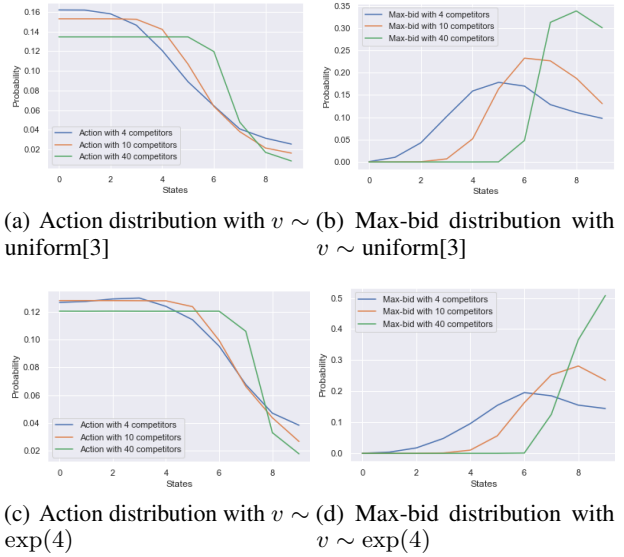 0.16
0.14
0.12
0.10
0.08
0.06
0.04
0.02
Probability
Action with 4 competitors
Action with 10 competitors
Action with 40 competitors
0 2 4 6 8
States
0.35
0.30
0.25
0.20
0.15
0.10
0.05
0.00
Probability
Max-bid with 4 competitors
Max-bid with 10 competitors
Max-bid with 40 competitors
0 2 4 6 8
States
(a) Action distribution with v ∼
uniform[3]
(b) Max-bid distribution with
v ∼ uniform[3]
0.12
0.10
0.08
0.06
0.04
0.02
Probability
Action with 4 competitors
Action with 10 competitors
Action with 40 competitors
0 2 4 6 8
States
0.5
0.4
0.3
0.2
0.1
0.0
Probability
Max-bid with 4 competitors
Max-bid with 10 competitors
Max-bid with 40 competitors
0 2 4 6 8
States
(c) Action distribution with v ∼
exp(4)
(d) Max-bid distribution with
v ∼ exp(4)